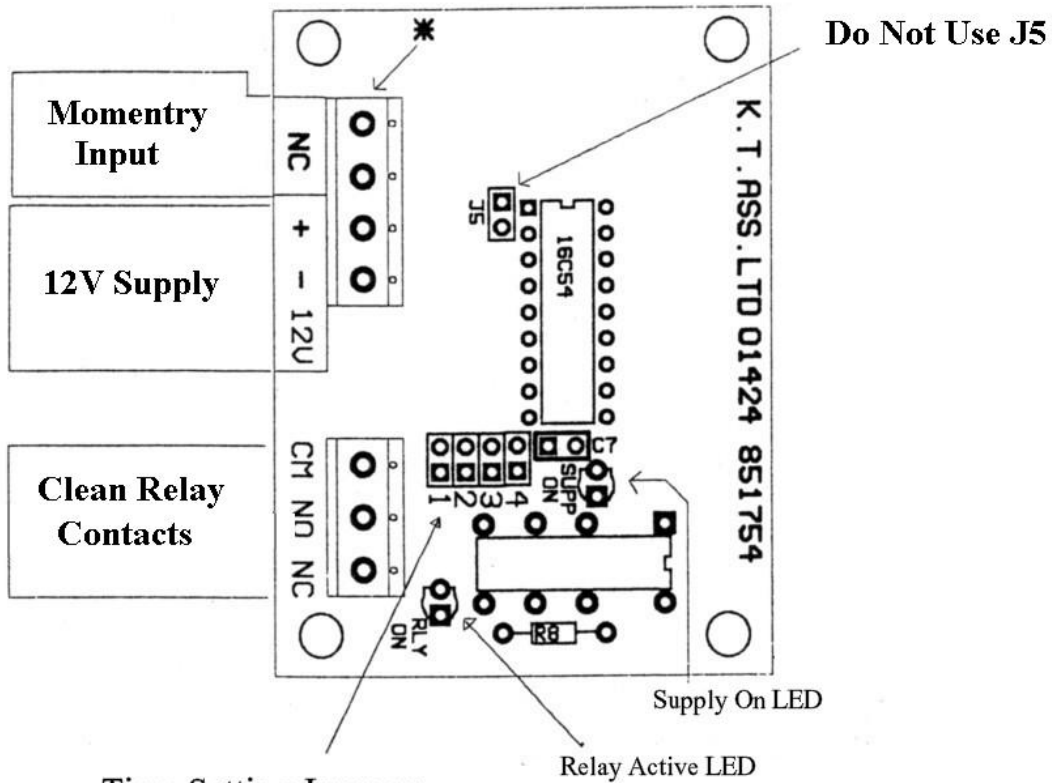 Do Not Use J5
Momentry
Input
NC
+
-
12V
12V Supply
J5
16C54
K.T.ASS.LTD 01424 851754
Clean Relay
Contacts
CM NO NC
1 2 3 4
C7
SUPP
ON
RLY
ON
R8
Supply On LED
Relay Active LED